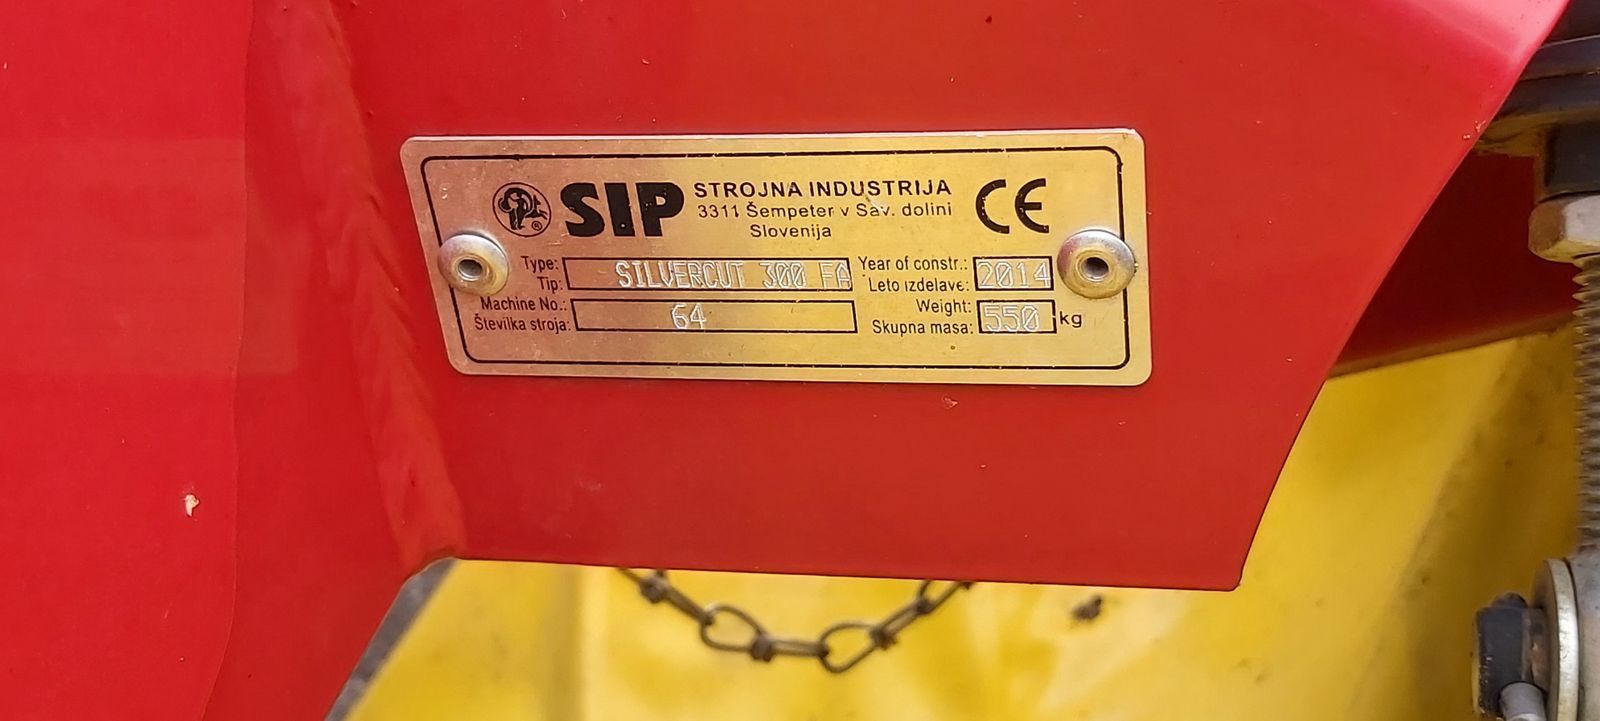 SIP STROJNA INDUSTRIJA
3311 Šempeter v Sav. dolini
Slovenija
CE
®
Type: SILVERCUT 300 FA
Tip:
Year of constr.: 2014
Leto izdelave:
Machine No.: 64
Številka stroja:
Weight: 550 kg
Skupna masa: